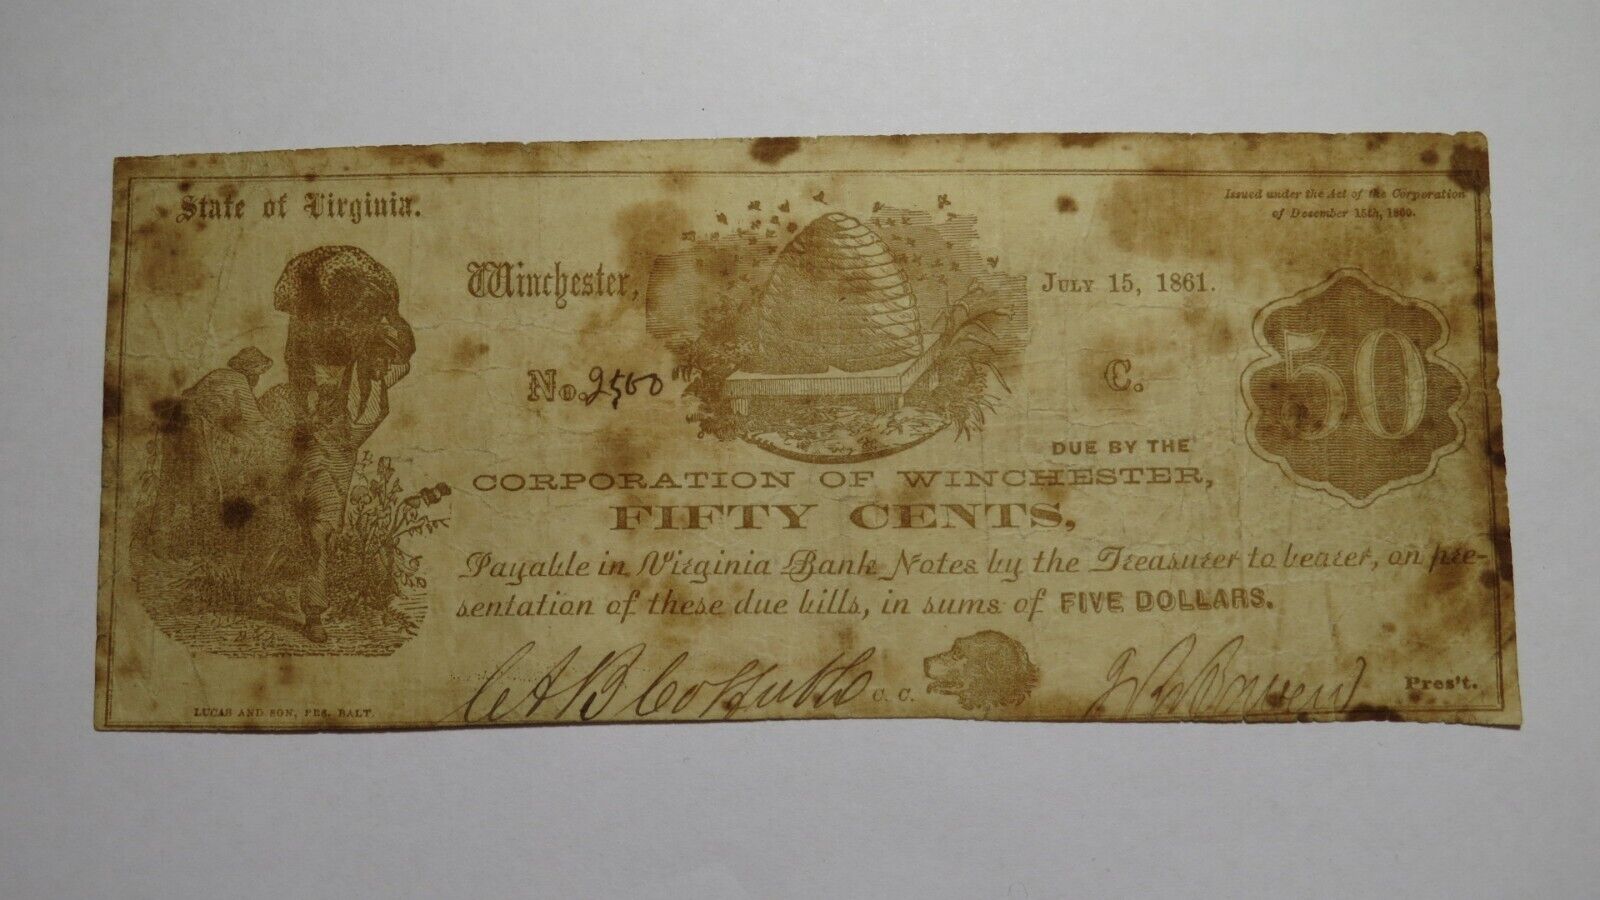 State of Virginia.
Issued under the Act of the Corporation
of December 15th, 1860.
Winchester,
July 15, 1861.
No. 2500
C.
50
DUE BY THE
CORPORATION OF WINCHESTER,
FIFTY CENTS,
Payable in Virginia Bank Notes by the Treasurer to bearer, on pre-
sentation of these due bills, in sums of FIVE DOLLARS.
C. C.
Pres't.
LUCAS AND SON, PRS. BALT.